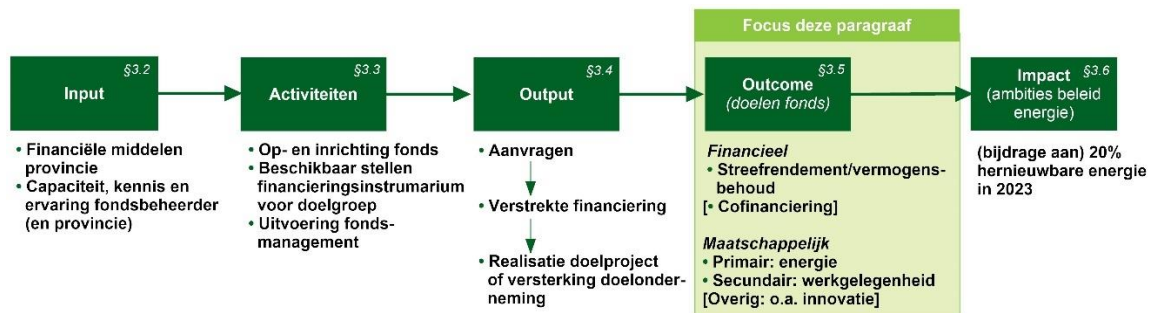 Focus deze paragraaf
§3.2
Input
• Financiële middelen
provincie
• Capaciteit, kennis en
ervaring fondsbeheerder
(en provincie)
§3.3
Activiteiten
• Op- en inrichting fonds
• Beschikbaar stellen
financieringsinstrumarium
voor doelgroep
• Uitvoering fonds-
management
§3.4
Output
• Aanvragen
• Verstrekte financiering
• Realisatie doelproject
of versterking doelonder-
neming
§3.5
Outcome
(doelen fonds)
Financieel
• Streefrendement/vermogens-
behoud
[• Cofinanciering]
Maatschappelijk
• Primair: energie
• Secundair: werkgelegenheid
[Overig: o.a. innovatie]
§3.6
Impact
(ambities beleid
energie)
(bijdrage aan) 20%
hernieuwbare energie
in 2023